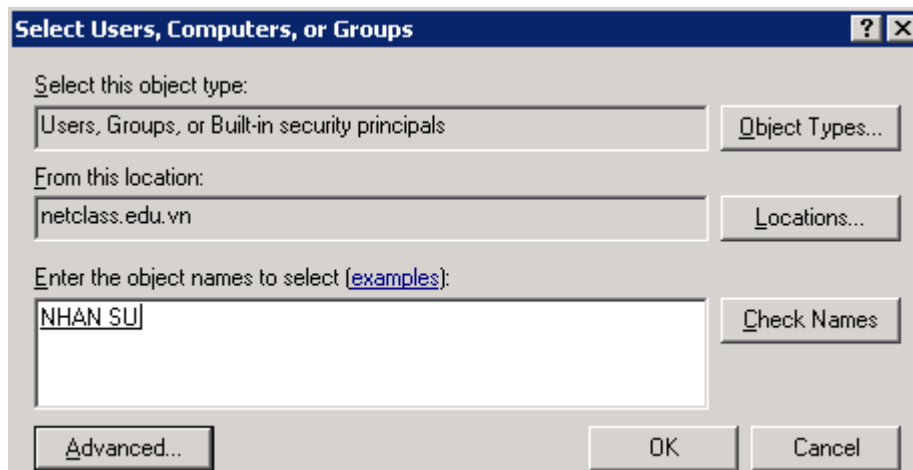 Select Users, Computers, or Groups
Select this object type:
Users, Groups, or Built-in security principals
Object Types...
From this location:
netclass.edu.vn
Locations...
Enter the object names to select (examples):
NHAN SU
Check Names
Advanced...
OK
Cancel